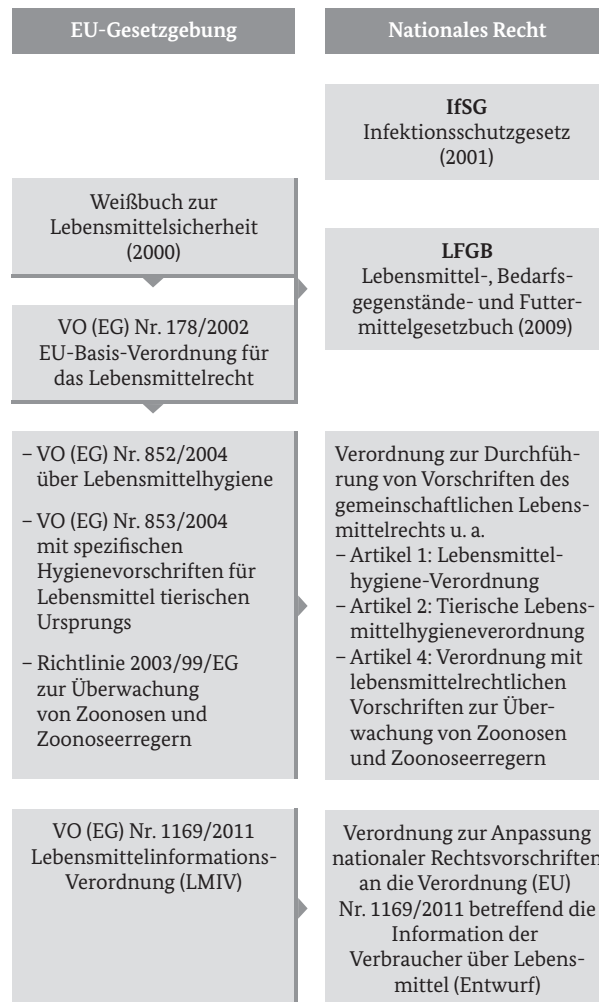 EU-Gesetzgebung
Nationales Recht
IfSG
Infektionsschutzgesetz
(2001)
Weißbuch zur
Lebensmittelsicherheit
(2000)
LFGB
Lebensmittel-, Bedarfs-
gegenstände- und Futter-
mittelgesetzbuch (2009)
VO (EG) Nr. 178/2002
EU-Basis-Verordnung für
das Lebensmittelrecht
– VO (EG) Nr. 852/2004
über Lebensmittelhygiene
– VO (EG) Nr. 853/2004
mit spezifischen
Hygienevorschriften für
Lebensmittel tierischen
Ursprungs
– Richtlinie 2003/99/EG
zur Überwachung
von Zoonosen und
Zoonoseerregern
Verordnung zur Durchfüh-
rung von Vorschriften des
gemeinschaftlichen Lebens-
mittelrechts u. a.
– Artikel 1: Lebensmittel-
hygiene-Verordnung
– Artikel 2: Tierische Lebens-
mittelhygieneverordnung
– Artikel 4: Verordnung mit
lebensmittelrechtlichen
Vorschriften zur Über-
wachung von Zoonosen
und Zoonoseerregern
VO (EG) Nr. 1169/2011
Lebensmittelinformations-
Verordnung (LMIV)
Verordnung zur Anpassung
nationaler Rechtsvorschriften
an die Verordnung (EU)
Nr. 1169/2011 betreffend die
Information der
Verbraucher über Lebens-
mittel (Entwurf)